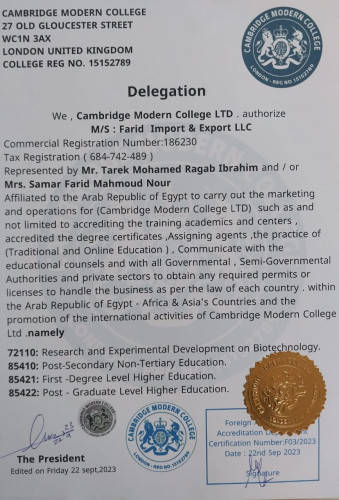 CAMBRIDGE MODERN COLLEGE
27 OLD GLOUCESTER STREET
WC1N 3AX
LONDON UNITED KINGDOM
COLLEGE REG NO. 15152789
CAMBRIDGE MODERN COLLEGE
LONDON - REG NO. 15152789
Delegation
We , Cambridge Modern College LTD . authorize
M/S : Farid Import & Export LLC
Commercial Registration Number:186230
Tax Registration ( 684-742-489 )
Represented by Mr. Tarek Mohamed Ragab Ibrahim and / or
Mrs. Samar Farid Mahmoud Nour
Affiliated to the Arab Republic of Egypt to carry out the marketing
and operations for (Cambridge Modern College LTD) such as and
not limited to accrediting the training academics and centers ,
accredited the degree certificates ,Assigning agents ,the practice of
(Traditional and Online Education ) , Communicate with the
educational counsels and with all Governmental , Semi-Governmental
Authorities and private sectors to obtain any required permits or
licenses to handle the business as per the law of each country . within
the Arab Republic of Egypt - Africa & Asia's Countries and the
promotion of the international activities of Cambridge Modern College
Ltd .namely
72110: Research and Experimental Development on Biotechnology.
85410: Post-Secondary Non-Tertiary Education.
85421: First -Degree Level Higher Education.
85422: Post - Graduate Level Higher Education.
CAMBRIDGE MODERN COLLEGE
LONDON - REG NO. 15152789
The President
Edited on Friday 22 sept,2023
Foreign
Accreditation
Certification Number:F03/2023
Date : 22nd Sep 2023
Signature